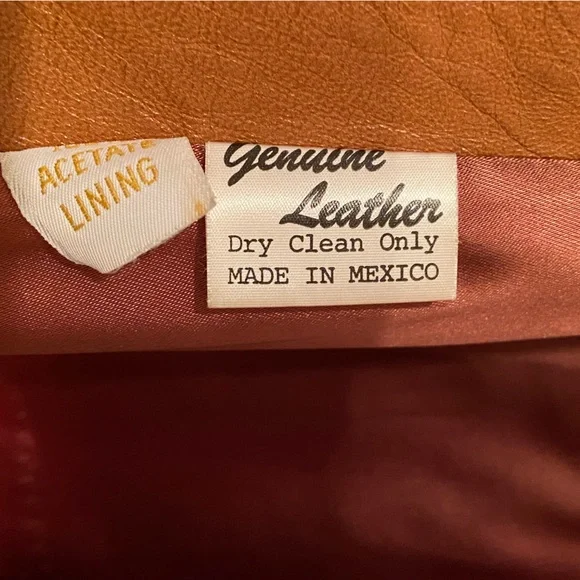 ACETATE
LINING
Genuine
Leather
Dry Clean Only
MADE IN MEXICO